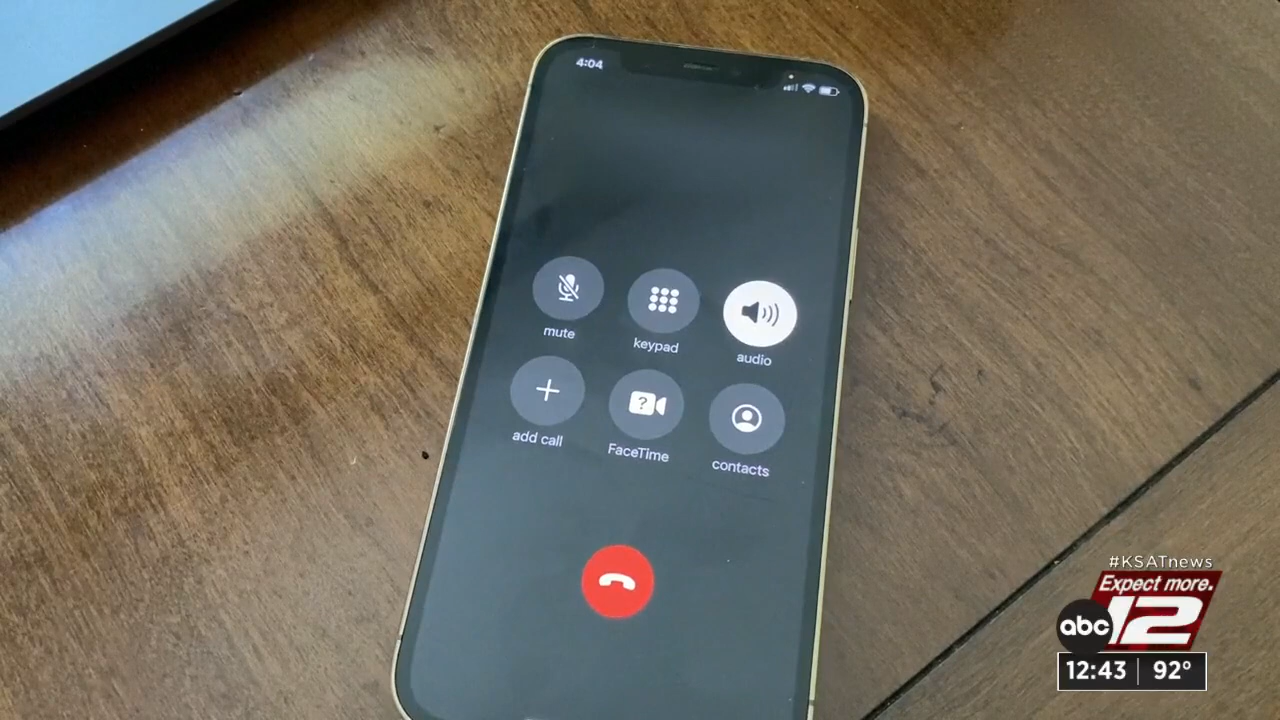 4:04
mute
keypad
audio
add call
?
FaceTime
contacts
#KSATnews
Expect more.
abc 12
12:43 92°